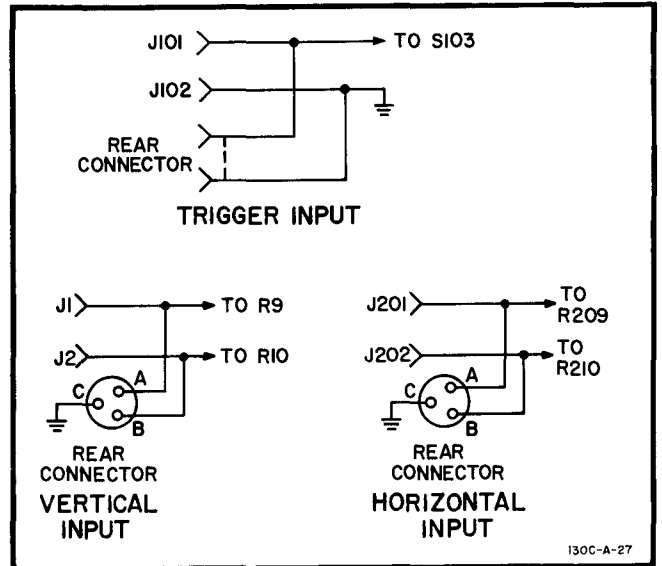 J101 TO S103
J102
REAR
CONNECTOR
TRIGGER INPUT
J1 TO R9
J2 TO R10
C A
B
REAR
CONNECTOR
VERTICAL
INPUT
J201 TO
R209
J202 TO
R210
C A
B
REAR
CONNECTOR
HORIZONTAL
INPUT
130C-A-27